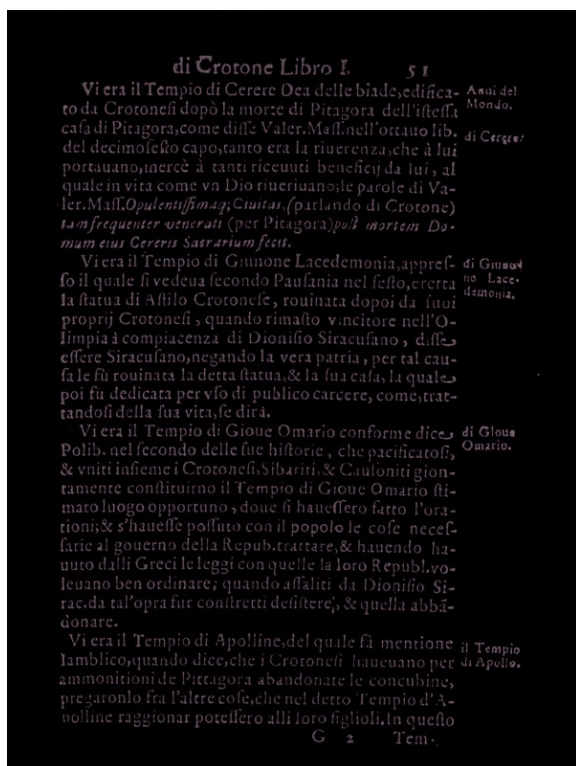 di Crotone Libro I. 51
Vi era il Tempio di Cerere Dea delle biade, edifica-
to da Crotonesi dopò la morte di Pitagora dell'istessa
casa di Pitagora, come disse Valer. Mass. nell'ottauo lib.
del decimosesto capo, tanto era la riuerenza, che à lui
portauano, mercè à tanti riceuuti beneficij da lui, al
quale in vita come vn Dio riueriuano; le parole di Va-
ler. Mass. Opulentissimaq; Ciuitas, (parlando di Crotone)
tam frequenter venerati (per Pitagora) post mortem Do-
mum eius Cereris Sacrarium fecit.
Vi era il Tempio di Giunone Lacedemonia, appres-
so il quale si vedeua secondo Pausania nel sesto, eretta
la statua di Astilo Crotonese, rouinata dopoi da suoi
proprij Crotonesi, quando rimasto vincitore nell'O-
limpia à compiacenza di Dionisio Siracusano, disse
essere Siracusano, negando la vera patria, per tal cau-
sa le fù rouinata la detta statua, & la sua casa, la quale
poi fù dedicata per vso di publico carcere, come, trat-
tandosi della sua vita, se dirà.
Vi era il Tempio di Gioue Omario conforme dice
Polib. nel secondo delle sue historie, che pacificatosi,
& vniti insieme i Crotonesi, Sibariti, & Cauloniti gion-
tamente constituirno il Tempio di Gioue Omario sti-
mato luogo opportuno, doue si hauessero fatto l'ora-
tioni; & s'hauesse possuto con il popolo le cose neces-
sarie al gouerno della Repub. trattare, & hauendo ha-
uuto dalli Greci le leggi con quelle la loro Republ. vo-
leuano ben ordinare; quando assaliti da Dionisio Si-
rac. da tal'opra fur constretti desistere, & quella abbã-
donare.
Vi era il Tempio di Apolline, del quale fà mentione
Iamblico, quando dice, che i Crotonesi haueuano per
ammonitioni de Pittagora abandonate le concubine,
pregaronlo fra l'altre cose, che nel detto Tempio d'A-
polline raggionar potessero alli loro figlioli. In questo
G 2 Tem-
Anni del
Mondo.
di Cerere.
di Giuno
no Lace-
demonia.
di Gioue
Omario.
il Tempio
di Apollo.